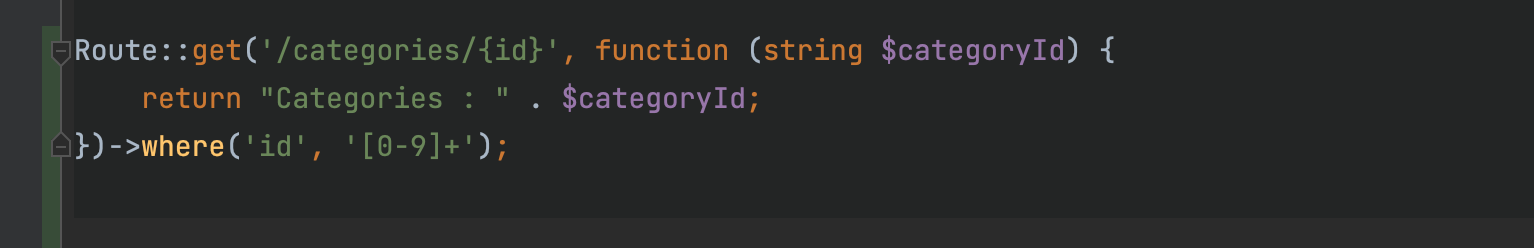 Route::get('/categories/{id}', function (string $categoryId) {
    return "Categories : " . $categoryId;
})->where('id', '[0-9]+');